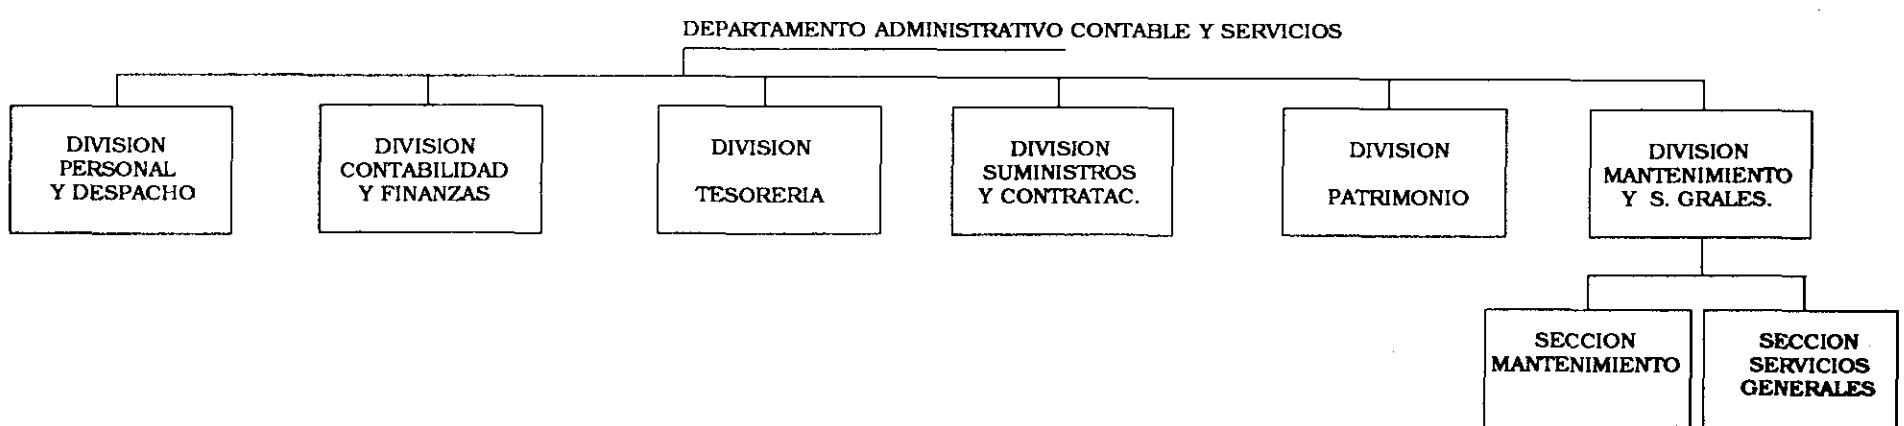 DEPARTAMENTO ADMINISTRATIVO CONTABLE Y SERVICIOS
DIVISION
PERSONAL
Y DESPACHO
DIVISION
CONTABILIDAD
Y FINANZAS
DIVISION
TESORERIA
DIVISION
SUMINISTROS
Y CONTRATAC.
DIVISION
PATRIMONIO
DIVISION
MANTENIMIENTO
Y S. GRALES.
SECCION
MANTENIMIENTO
SECCION
SERVICIOS
GENERALES